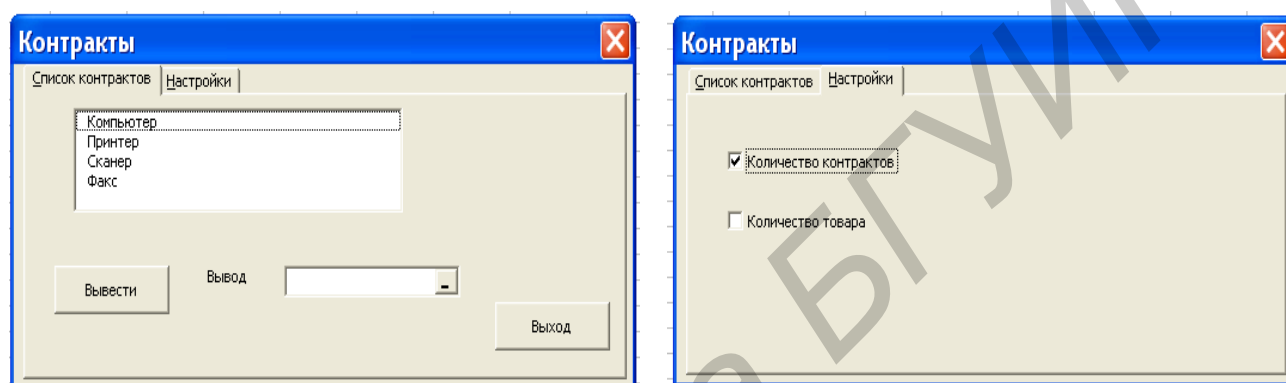 Контракты
Список контрактов Настройки
Компьютер
Принтер
Сканер
Факс
Вывести
Вывод
Выход
Контракты
Список контрактов Настройки
Количество контрактов
Количество товара
БГУИ